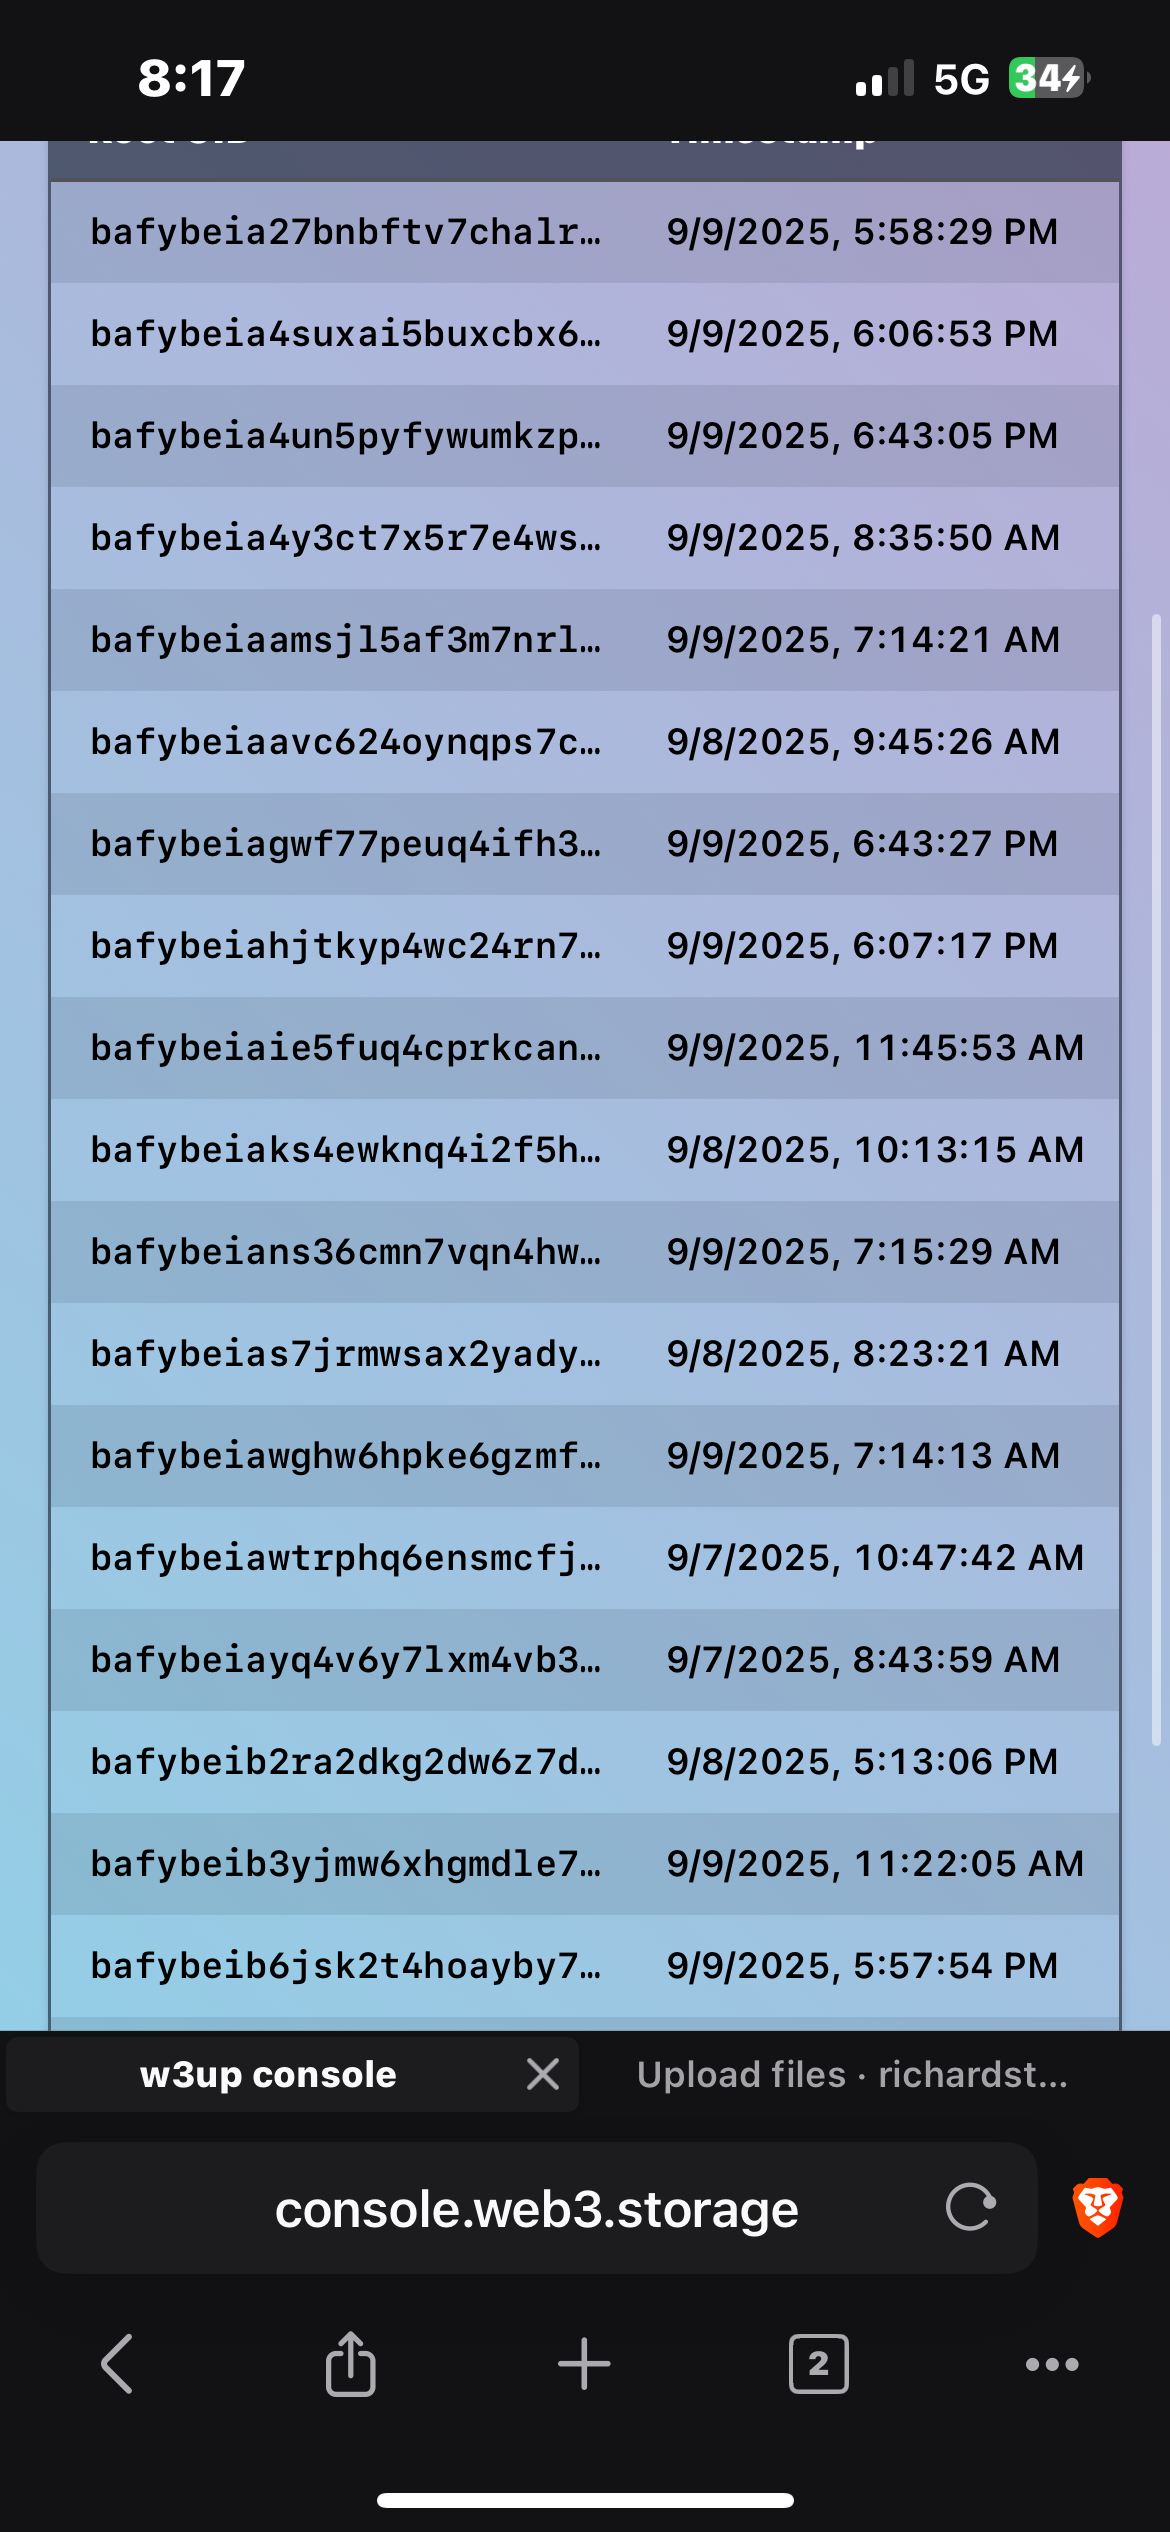 8:17
5G
34
Root CID Timestamp
bafybeia27bnbftv7chalr… 9/9/2025, 5:58:29 PM
bafybeia4suxai5buxcbx6… 9/9/2025, 6:06:53 PM
bafybeia4un5pyfywumkzp… 9/9/2025, 6:43:05 PM
bafybeia4y3ct7x5r7e4ws… 9/9/2025, 8:35:50 AM
bafybeiaamsjl5af3m7nrl… 9/9/2025, 7:14:21 AM
bafybeiaavc624oynqps7c… 9/8/2025, 9:45:26 AM
bafybeiagwf77peuq4ifh3… 9/9/2025, 6:43:27 PM
bafybeiahjtkyp4wc24rn7… 9/9/2025, 6:07:17 PM
bafybeiaie5fuq4cprkcan… 9/9/2025, 11:45:53 AM
bafybeiaks4ewknq4i2f5h… 9/8/2025, 10:13:15 AM
bafybeians36cmn7vqn4hw… 9/9/2025, 7:15:29 AM
bafybeias7jrmwsax2yady… 9/8/2025, 8:23:21 AM
bafybeiawghw6hpke6gzmf… 9/9/2025, 7:14:13 AM
bafybeiawtrphq6ensmcfj… 9/7/2025, 10:47:42 AM
bafybeiayq4v6y7lxm4vb3… 9/7/2025, 8:43:59 AM
bafybeib2ra2dkg2dw6z7d… 9/8/2025, 5:13:06 PM
bafybeib3yjmw6xhgmdle7… 9/9/2025, 11:22:05 AM
bafybeib6jsk2t4hoayby7… 9/9/2025, 5:57:54 PM
w3up console
Upload files · richardst...
console.web3.storage
2